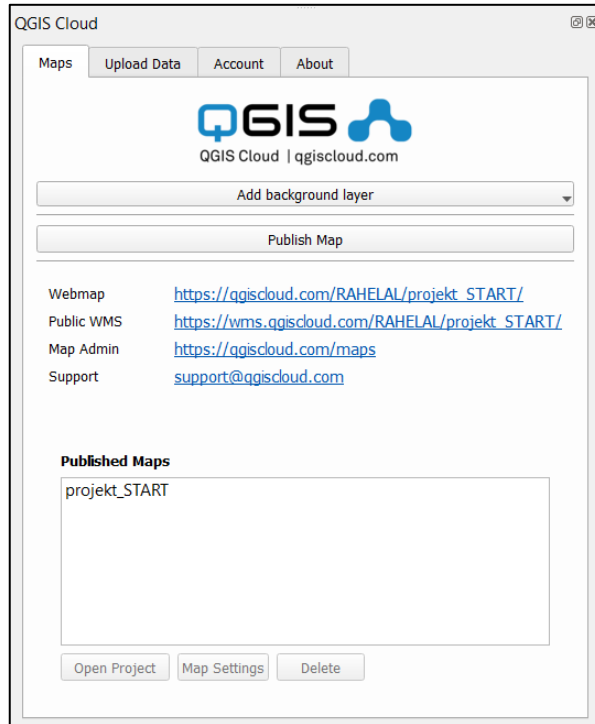 QGIS Cloud
Maps Upload Data Account About
QGIS
QGIS Cloud | qgiscloud.com
Add background layer
Publish Map
Webmap https://qgiscloud.com/RAHELAL/projekt_START/
Public WMS https://wms.qgiscloud.com/RAHELAL/projekt_START/
Map Admin https://qgiscloud.com/maps
Support support@qgiscloud.com
Published Maps
projekt_START
Open Project Map Settings Delete